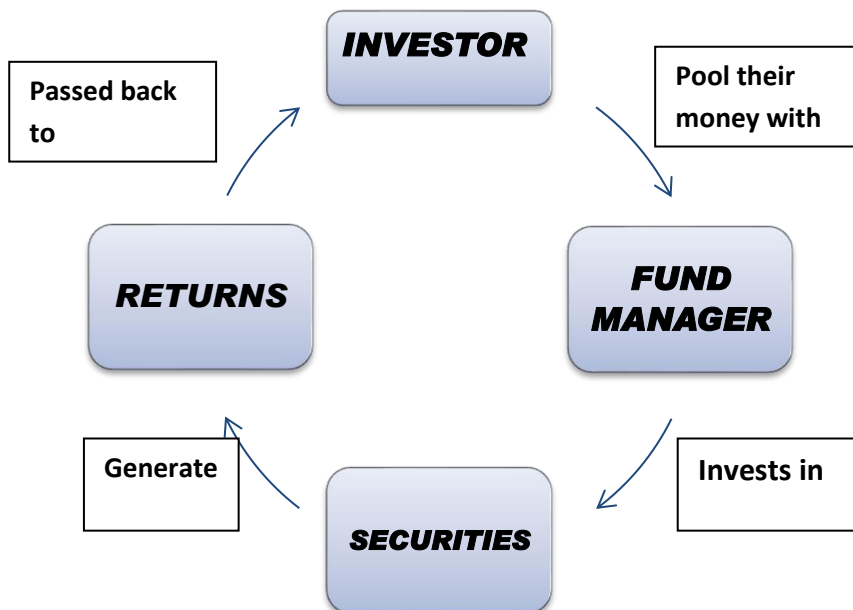 INVESTOR
Passed back
to
Pool their
money with
RETURNS
FUND
MANAGER
Generate
Invests in
SECURITIES